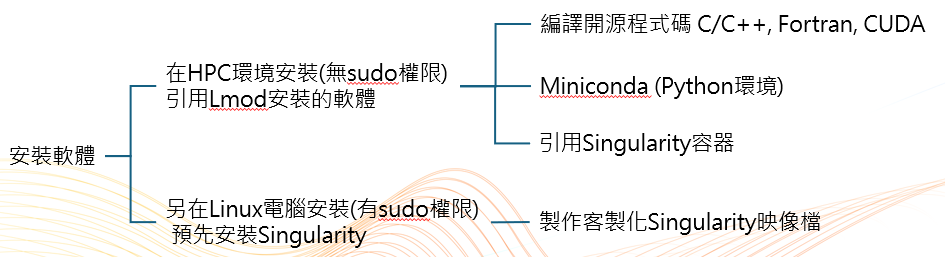 安裝軟體
在HPC環境安裝(無sudo權限)
引用Lmod安裝的軟體
編譯開源程式碼 C/C++, Fortran, CUDA
Miniconda (Python環境)
引用Singularity容器
另在Linux電腦安裝(有sudo權限)
預先安裝Singularity
製作客製化Singularity映像檔